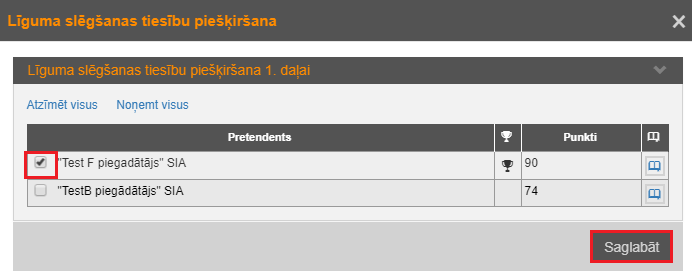 Līguma slēgšanas tiesību piešķiršana
Līguma slēgšanas tiesību piešķiršana 1. daļai
Atzīmēt visus Noņemt visus
Pretendents Punkti
"Test F piegadātājs" SIA 90
"TestB piegādātājs" SIA 74
Saglabāt